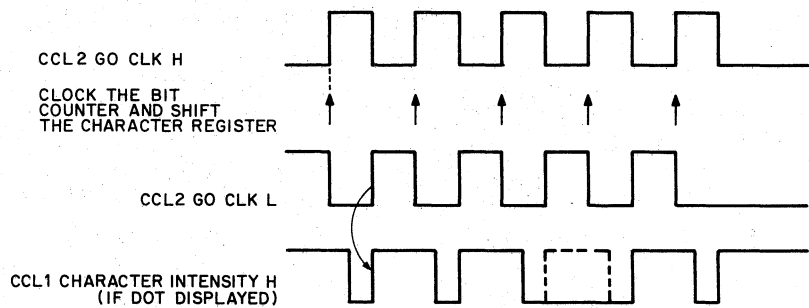 CCL2 GO CLK H
CLOCK THE BIT
COUNTER AND SHIFT
THE CHARACTER REGISTER
CCL2 GO CLK L
CCL1 CHARACTER INTENSITY H
(IF DOT DISPLAYED)